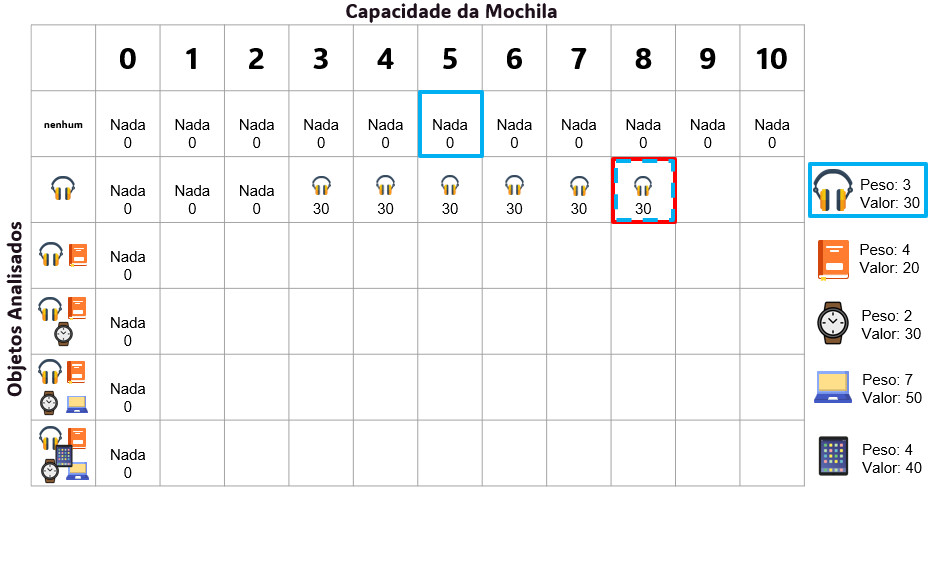 Capacidade da Mochila
0 1 2 3 4 5 6 7 8 9 10
nenhum Nada Nada Nada Nada Nada Nada Nada Nada Nada Nada Nada
0 0 0 0 0 0 0 0 0 0 0
Nada Nada Nada
0 0 0 30 30 30 30 30 30
Peso: 3
Valor: 30
Objetos Analisados
Nada
0
Peso: 4
Valor: 20
Nada
0
Peso: 2
Valor: 30
Nada
0
Peso: 7
Valor: 50
Nada
0
Peso: 4
Valor: 40